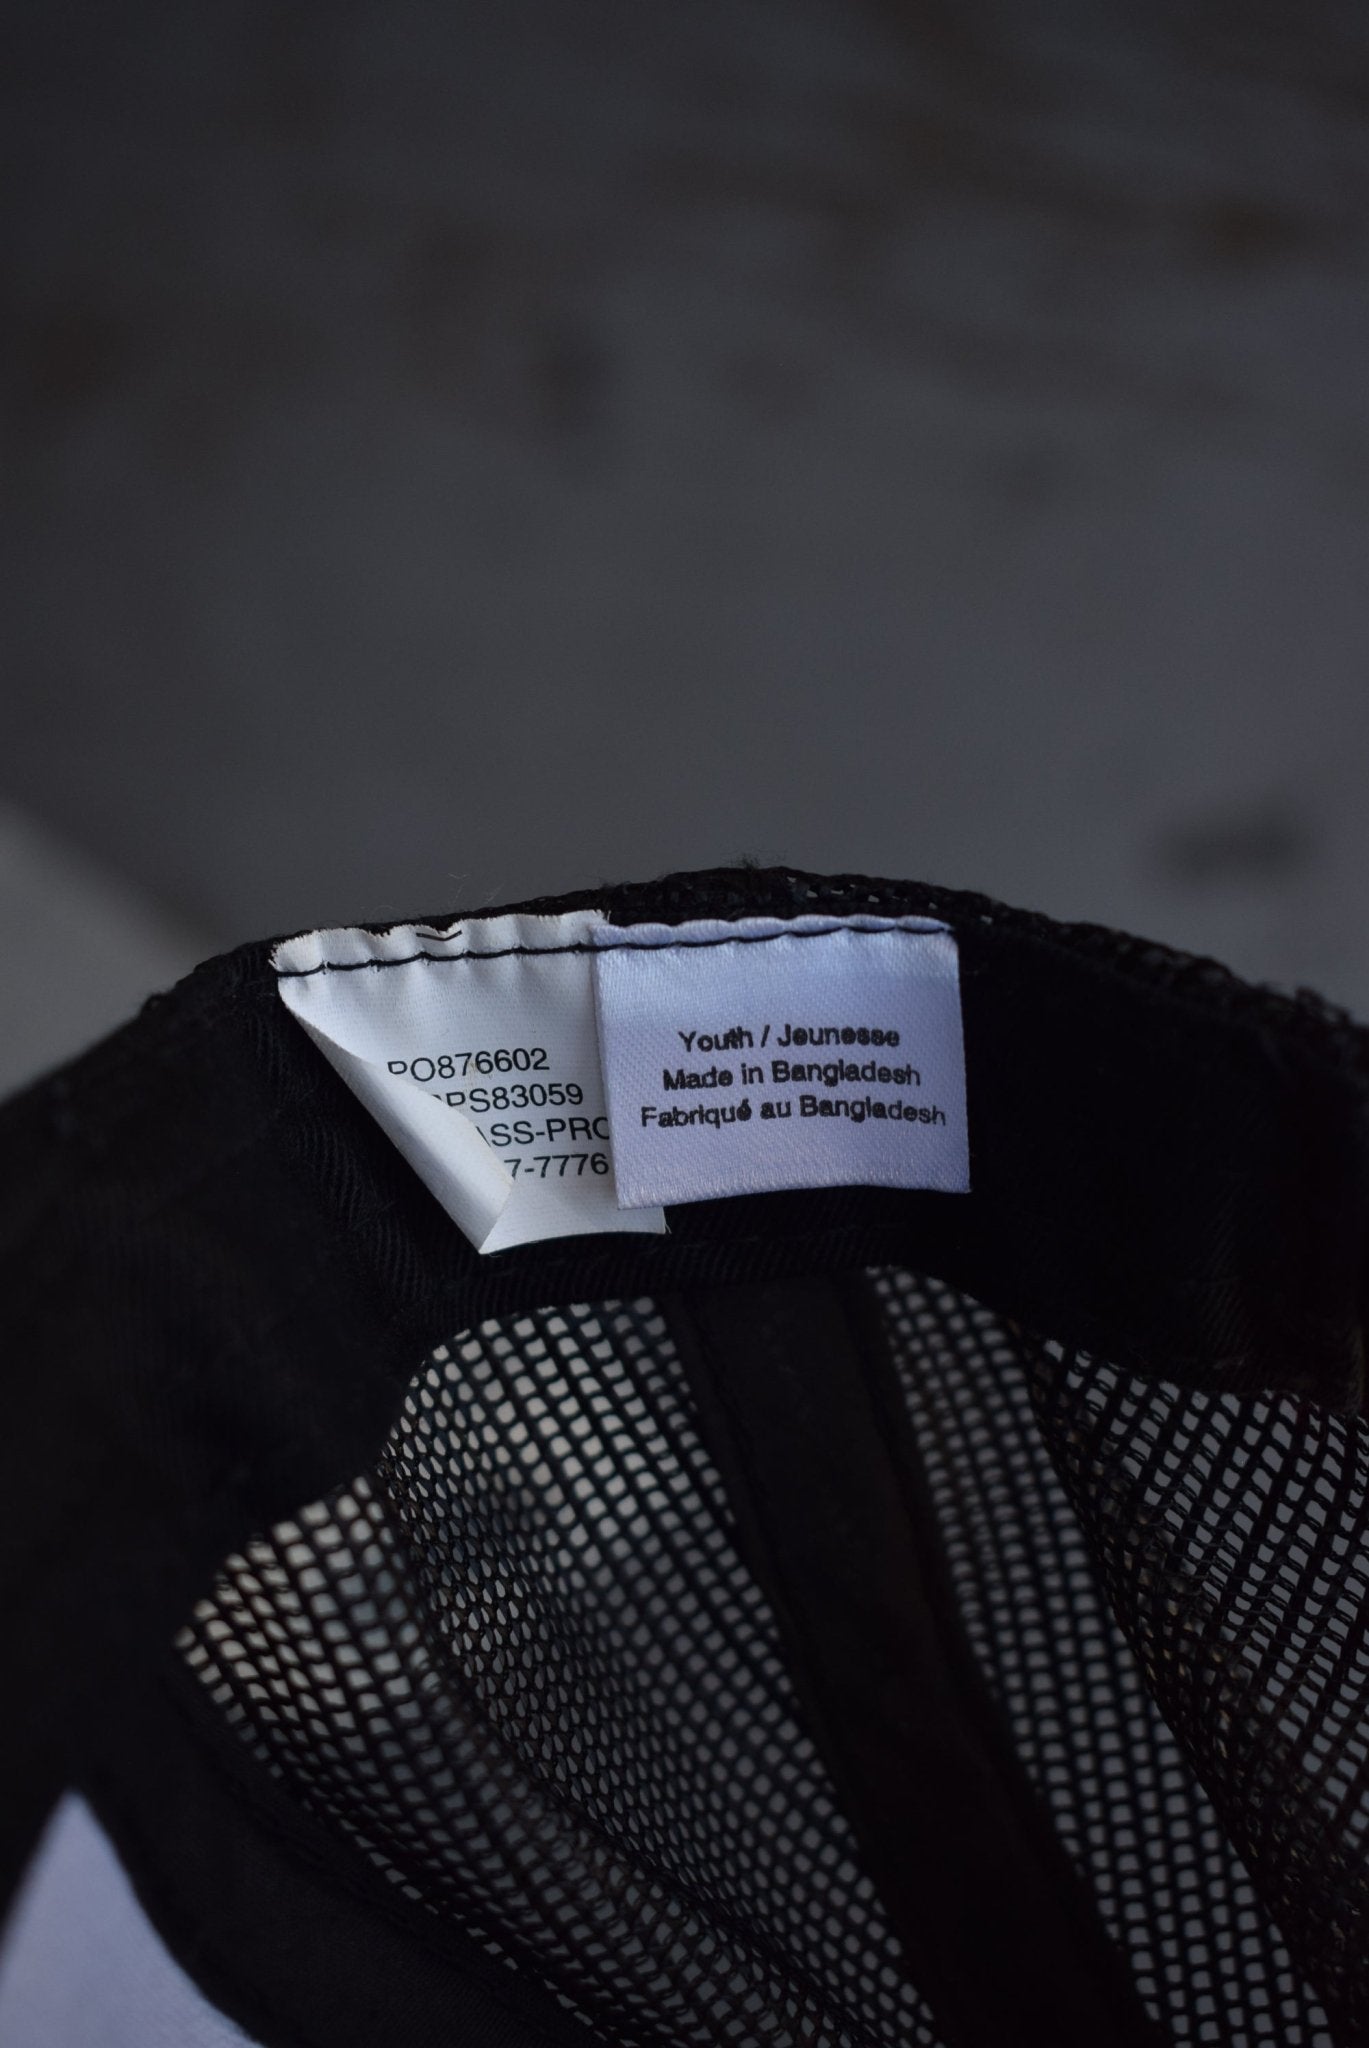 PO876602
PS83059
ASS-PRO
7-7776
Youth / Jeunesse
Made in Bangladesh
Fabriqué au Bangladesh